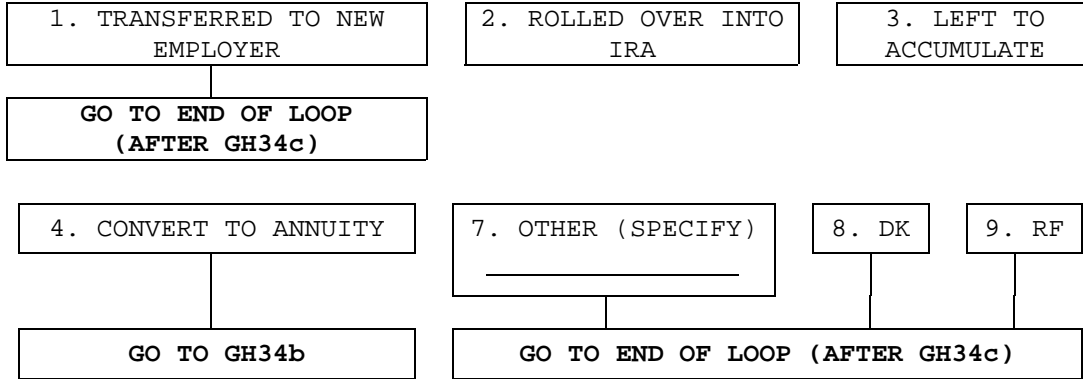 1. TRANSFERRED TO NEW
EMPLOYER
2. ROLLED OVER INTO
IRA
3. LEFT TO
ACCUMULATE
GO TO END OF LOOP
(AFTER GH34c)
4. CONVERT TO ANNUITY
7. OTHER (SPECIFY)
8. DK
9. RF
GO TO GH34b
GO TO END OF LOOP (AFTER GH34c)